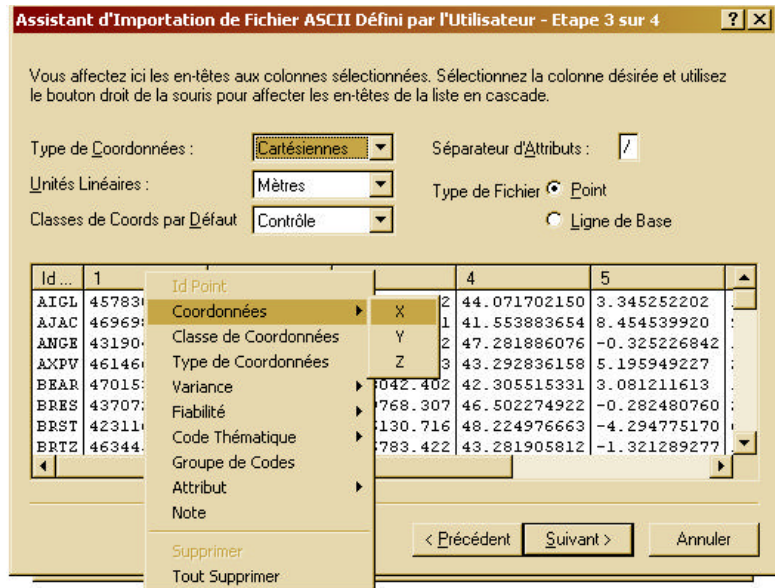 Assistant d'Importation de Fichier ASCII Défini par l'Utilisateur - Etape 3 sur 4
Vous affectez ici les en-têtes aux colonnes sélectionnées. Sélectionnez la colonne désirée et utilisez
le bouton droit de la souris pour affecter les en-têtes de la liste en cascade.
Type de Coordonnées : Cartésiennes Séparateur d'Attributs : /
Unités Linéaires : Mètres Type de Fichier Point
Classes de Coords par Défaut Contrôle Ligne de Base
Id ... 1 4 5
AIGL 44.071702150 3.345252202
AJAC 41.553883654 8.454539920
ANGE 47.281886076 -0.325226842
AXPV 43.292836158 5.195949227
BEAR 42.305515331 3.081211613
BRES 46.502274922 -0.282480760
BRST 48.224976663 -4.294775170
BRTZ 43.281905812 -1.321289277
Id Point
Coordonnées
Classe de Coordonnées
Type de Coordonnées
Variance
Fiabilité
Code Thématique
Groupe de Codes
Attribut
Note
Supprimer
Tout Supprimer
X
Y
Z
< Précédent Suivant > Annuler